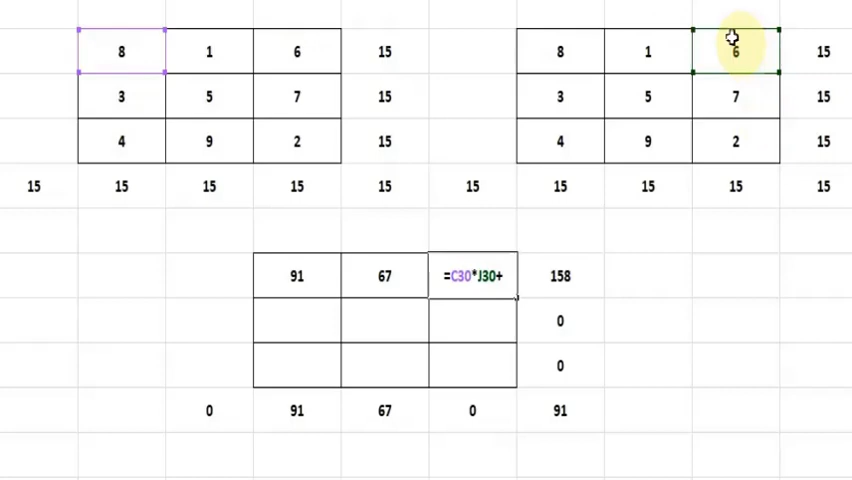 8 1 6 15 8 1 6 15
3 5 7 15 3 5 7 15
4 9 2 15 4 9 2 15
15 15 15 15 15 15 15 15 15 15
91 67 =C30*J30+ 158
0
0
0 91 67 0 91